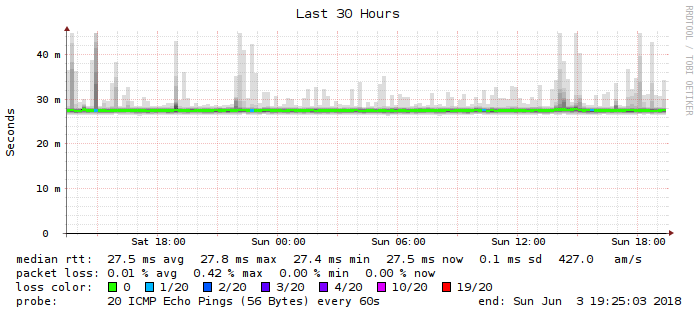 Last 30 Hours
RRDTOOL / TOBI OETIKER
Seconds
40 m
30 m
20 m
10 m
0
Sat 18:00 Sun 00:00 Sun 06:00 Sun 12:00 Sun 18:00
median rtt: 27.5 ms avg 27.8 ms max 27.4 ms min 27.5 ms now 0.1 ms sd 427.0 am/s
packet loss: 0.01 % avg 0.42 % max 0.00 % min 0.00 % now
loss color: 0 1/20 2/20 3/20 4/20 10/20 19/20
probe: 20 ICMP Echo Pings (56 Bytes) every 60s end: Sun Jun 3 19:25:03 2018